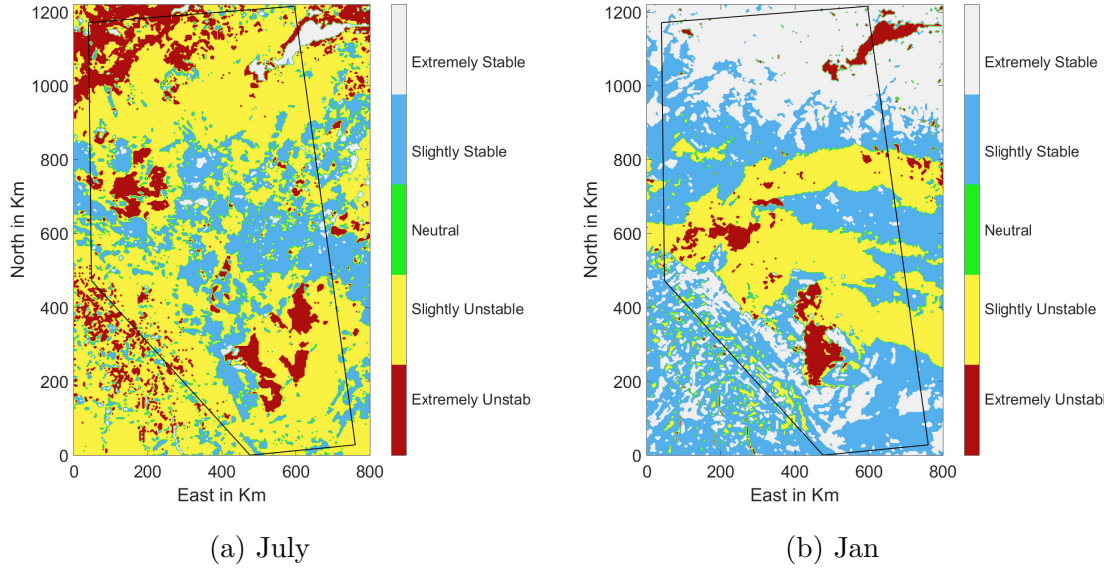 1200
1000
800
600
400
200
0
North in Km
0 200 400 600 800
East in Km
Extremely Stable
Slightly Stable
Neutral
Slightly Unstable
Extremely Unstab
(a) July
1200
1000
800
600
400
200
0
North in Km
0 200 400 600 800
East in Km
Extremely Stable
Slightly Stable
Neutral
Slightly Unstable
Extremely Unstabl
(b) Jan